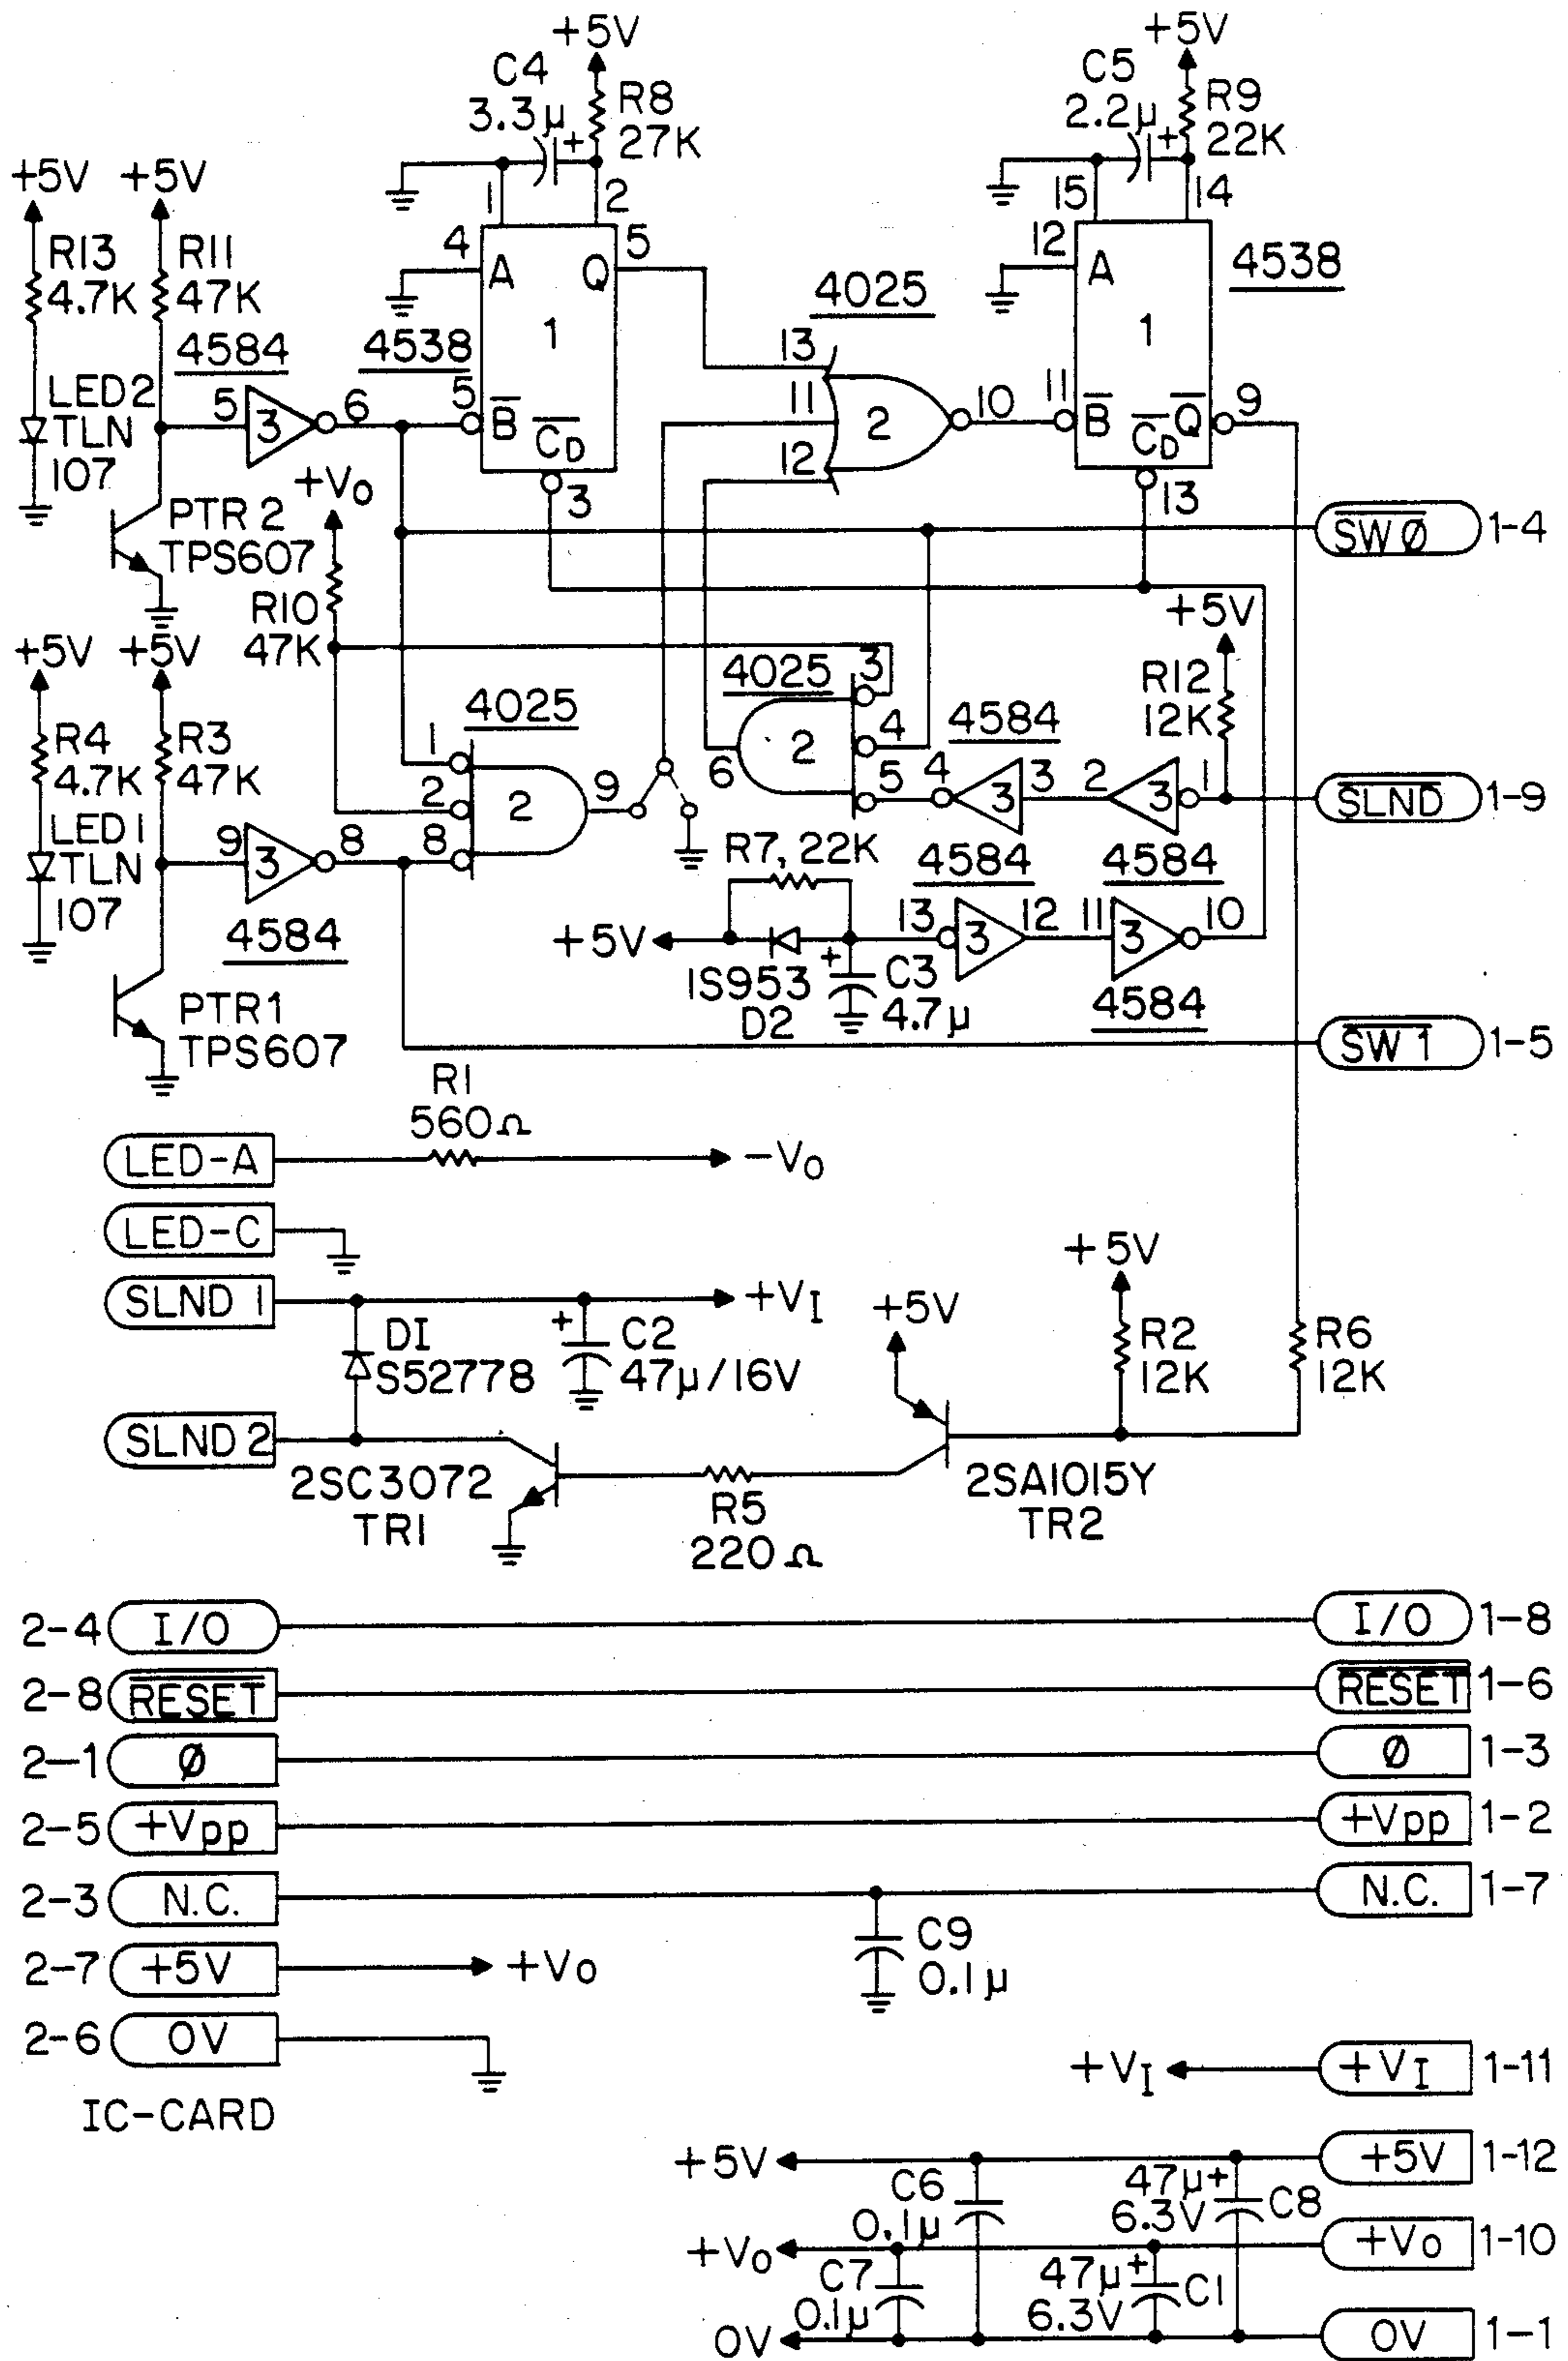 +5V
C4
3.3µ
+
R8
27K
+5V
C5
2.2µ
+
R9
22K
+5V
+5V
R13
4.7K
R11
47K
1
2
4
A
Q
5
1
4584
4538
5
B̅
C̅D̅
3
LED2
TLN
107
5
3
6
PTR 2
TPS607
+Vo
R10
47K
4025
13
11
12
2
10
15
14
12
A
4538
1
11
B̅
C̅D̅
Q̅
9
13
S̅W̅ ̅Ø̅
1-4
+5V
+5V
R4
4.7K
R3
47K
LED1
TLN
107
9
3
8
4584
PTR1
TPS607
4025
1
2
8
2
9
4025
3
4
5
2
6
4584
4
3
3
2
3
1
+5V
R12
12K
S̅L̅N̅D̅
1-9
R7, 22K
4584
4584
+5V
13
3
12
11
3
10
1S953
D2
+
C3
4.7µ
4584
S̅W̅ ̅1̅
1-5
LED-A
R1
560Ω
-Vo
LED-C
SLND 1
+VI
D1
S52778
+
C2
47µ/16V
+5V
+5V
R2
12K
R6
12K
SLND 2
2SC3072
TR1
R5
220Ω
2SA1015Y
TR2
2-4
I/O
I/O
1-8
2-8
R̅E̅S̅E̅T̅
R̅E̅S̅E̅T̅
1-6
2-1
Ø
Ø
1-3
2-5
+Vpp
+Vpp
1-2
2-3
N.C.
N.C.
1-7
C9
0.1µ
2-7
+5V
+Vo
2-6
0V
IC-CARD
+VI
+VI
1-11
+5V
+5V
1-12
C6
0.1µ
47µ+
6.3V
C8
+Vo
+Vo
1-10
C7
0.1µ
47µ+
6.3V
C1
0V
0V
1-1